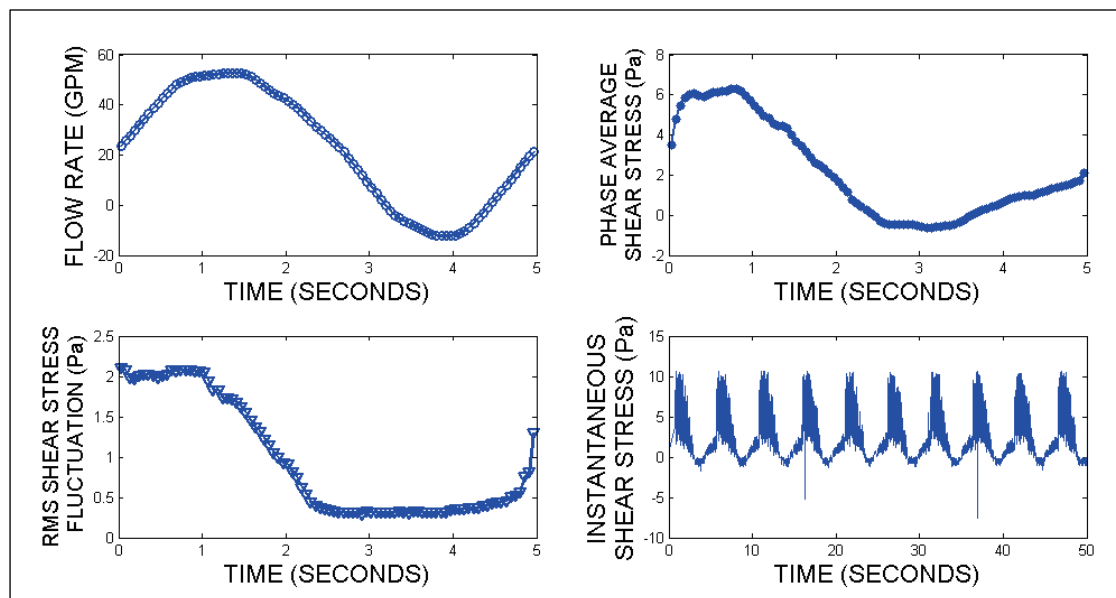 FLOW RATE (GPM)
60
40
20
0
-20
0 1 2 3 4 5
TIME (SECONDS)
PHASE AVERAGE
SHEAR STRESS (Pa)
8
6
4
2
0
-2
0 1 2 3 4 5
TIME (SECONDS)
RMS SHEAR STRESS
FLUCTUATION (Pa)
2.5
2
1.5
1
0.5
0
0 1 2 3 4 5
TIME (SECONDS)
INSTANTANEOUS
SHEAR STRESS (Pa)
15
10
5
0
-5
-10
0 10 20 30 40 50
TIME (SECONDS)